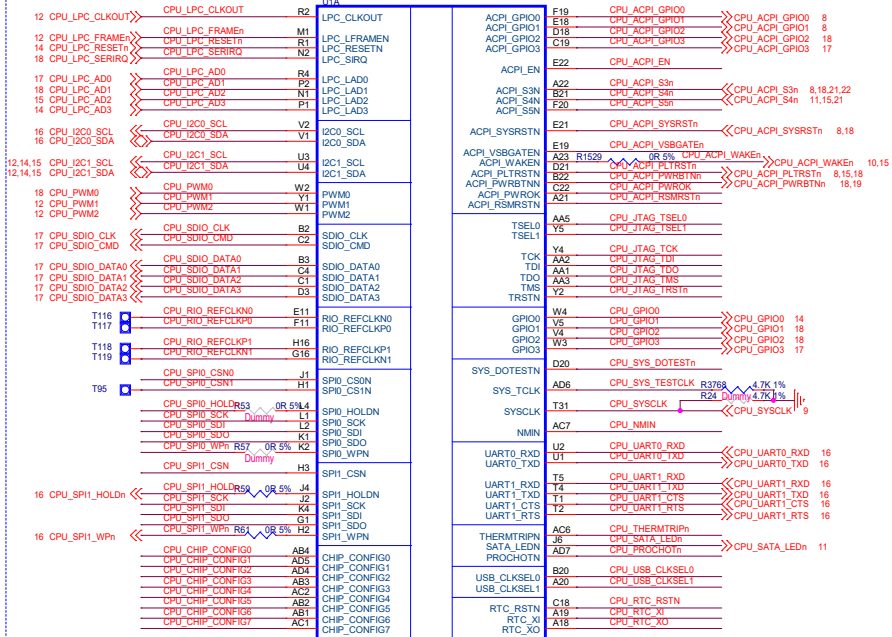 U1A
12 CPU_LPC_CLKOUT CPU_LPC_CLKOUT R2 LPC_CLKOUT
12 CPU_LPC_FRAMEn CPU_LPC_FRAMEn M1 LPC_LFRAMEN
14 CPU_LPC_RESETn CPU_LPC_RESETn R1 LPC_RESETN
18 CPU_LPC_SERIRQ CPU_LPC_SERIRQ N2 LPC_SIRQ
17 CPU_LPC_AD0 CPU_LPC_AD0 R4 LPC_LAD0
18 CPU_LPC_AD1 CPU_LPC_AD1 P2 LPC_LAD1
15 CPU_LPC_AD2 CPU_LPC_AD2 N1 LPC_LAD2
14 CPU_LPC_AD3 CPU_LPC_AD3 P1 LPC_LAD3
16 CPU_I2C0_SCL CPU_I2C0_SCL V2 I2C0_SCL
16 CPU_I2C0_SDA CPU_I2C0_SDA V1 I2C0_SDA
12,14,15 CPU_I2C1_SCL CPU_I2C1_SCL U3 I2C1_SCL
12,14,15 CPU_I2C1_SDA CPU_I2C1_SDA U4 I2C1_SDA
18 CPU_PWM0 CPU_PWM0 W2 PWM0
12 CPU_PWM1 CPU_PWM1 Y1 PWM1
12 CPU_PWM2 CPU_PWM2 W1 PWM2
17 CPU_SDIO_CLK CPU_SDIO_CLK B2 SDIO_CLK
17 CPU_SDIO_CMD CPU_SDIO_CMD C2 SDIO_CMD
17 CPU_SDIO_DATA0 CPU_SDIO_DATA0 B3 SDIO_DATA0
17 CPU_SDIO_DATA1 CPU_SDIO_DATA1 C4 SDIO_DATA1
17 CPU_SDIO_DATA2 CPU_SDIO_DATA2 C1 SDIO_DATA2
17 CPU_SDIO_DATA3 CPU_SDIO_DATA3 D3 SDIO_DATA3
T116 CPU_RIO_REFCLKN0 E11 RIO_REFCLKN0
T117 CPU_RIO_REFCLKP0 F11 RIO_REFCLKP0
T118 CPU_RIO_REFCLKP1 H16 RIO_REFCLKP1
T119 CPU_RIO_REFCLKN1 G16 RIO_REFCLKN1
CPU_SPI0_CSN0 J1 SPI0_CS0N
T95 CPU_SPI0_CSN1 H1 SPI0_CS1N
CPU_SPI0_HOLDn R53 0R 5% L4 SPI0_HOLDN
Dummy
CPU_SPI0_SCK L1 SPI0_SCK
CPU_SPI0_SDI L2 SPI0_SDI
CPU_SPI0_SDO K1 SPI0_SDO
CPU_SPI0_WPn R57 0R 5% K2 SPI0_WPN
Dummy
CPU_SPI1_CSN H3 SPI1_CSN
16 CPU_SPI1_HOLDn CPU_SPI1_HOLDn R59 0R 5% J4 SPI1_HOLDN
CPU_SPI1_SCK J2 SPI1_SCK
CPU_SPI1_SDI K4 SPI1_SDI
CPU_SPI1_SDO G1 SPI1_SDO
16 CPU_SPI1_WPn CPU_SPI1_WPn R61 0R 5% H2 SPI1_WPN
CPU_CHIP_CONFIG0 AB4 CHIP_CONFIG0
CPU_CHIP_CONFIG1 AD5 CHIP_CONFIG1
CPU_CHIP_CONFIG2 AD4 CHIP_CONFIG2
CPU_CHIP_CONFIG3 AB3 CHIP_CONFIG3
CPU_CHIP_CONFIG4 AC2 CHIP_CONFIG4
CPU_CHIP_CONFIG5 AB2 CHIP_CONFIG5
CPU_CHIP_CONFIG6 AB1 CHIP_CONFIG6
CPU_CHIP_CONFIG7 AC1 CHIP_CONFIG7
ACPI_GPIO0 F19 CPU_ACPI_GPIO0 CPU_ACPI_GPIO0 8
ACPI_GPIO1 E18 CPU_ACPI_GPIO1 CPU_ACPI_GPIO1 8
ACPI_GPIO2 D18 CPU_ACPI_GPIO2 CPU_ACPI_GPIO2 18
ACPI_GPIO3 C19 CPU_ACPI_GPIO3 CPU_ACPI_GPIO3 17
ACPI_EN E22 CPU_ACPI_EN
ACPI_S3N A22 CPU_ACPI_S3n CPU_ACPI_S3n 8,18,21,22
ACPI_S4N B21 CPU_ACPI_S4n CPU_ACPI_S4n 11,15,21
ACPI_S5N F20 CPU_ACPI_S5n
ACPI_SYSRSTN E21 CPU_ACPI_SYSRSTn CPU_ACPI_SYSRSTn 8,18
ACPI_VSBGATEN E19 CPU_ACPI_VSBGATEn
ACPI_WAKEN A23 R1529 0R 5% CPU_ACPI_WAKEn CPU_ACPI_WAKEn 10,15
ACPI_PLTRSTN D21 CPU_ACPI_PLTRSTn CPU_ACPI_PLTRSTn 8,15,18
ACPI_PWRBTNN B22 CPU_ACPI_PWRBTNn CPU_ACPI_PWRBTNn 18,19
ACPI_PWROK C22 CPU_ACPI_PWROK
ACPI_RSMRSTN A21 CPU_ACPI_RSMRSTn
TSEL0 AA5 CPU_JTAG_TSEL0
TSEL1 Y5 CPU_JTAG_TSEL1
TCK Y4 CPU_JTAG_TCK
TDI AA2 CPU_JTAG_TDI
TDO AA1 CPU_JTAG_TDO
TMS AA3 CPU_JTAG_TMS
TRSTN Y2 CPU_JTAG_TRSTn
GPIO0 W4 CPU_GPIO0 CPU_GPIO0 14
GPIO1 V5 CPU_GPIO1 CPU_GPIO1 18
GPIO2 V4 CPU_GPIO2 CPU_GPIO2 18
GPIO3 W3 CPU_GPIO3 CPU_GPIO3 17
SYS_DOTESTN D20 CPU_SYS_DOTESTn
SYS_TCLK AD6 CPU_SYS_TESTCLK R3768 4.7K 1%
R24 Dummy 4.7K 1%
SYSCLK T31 CPU_SYSCLK CPU_SYSCLK 9
NMIN AC7 CPU_NMIN
UART0_RXD U2 CPU_UART0_RXD CPU_UART0_RXD 16
UART0_TXD U1 CPU_UART0_TXD CPU_UART0_TXD 16
UART1_RXD T5 CPU_UART1_RXD CPU_UART1_RXD 16
UART1_TXD T4 CPU_UART1_TXD CPU_UART1_TXD 16
UART1_CTS T1 CPU_UART1_CTS CPU_UART1_CTS 16
UART1_RTS T2 CPU_UART1_RTS CPU_UART1_RTS 16
THERMTRIPN AC6 CPU_THERMTRIPn
SATA_LEDN J6 CPU_SATA_LEDn CPU_SATA_LEDn 11
PROCHOTN AD7 CPU_PROCHOTn
USB_CLKSEL0 B20 CPU_USB_CLKSEL0
USB_CLKSEL1 A20 CPU_USB_CLKSEL1
RTC_RSTN C18 CPU_RTC_RSTN
RTC_XI A19 CPU_RTC_XI
RTC_XO A18 CPU_RTC_XO